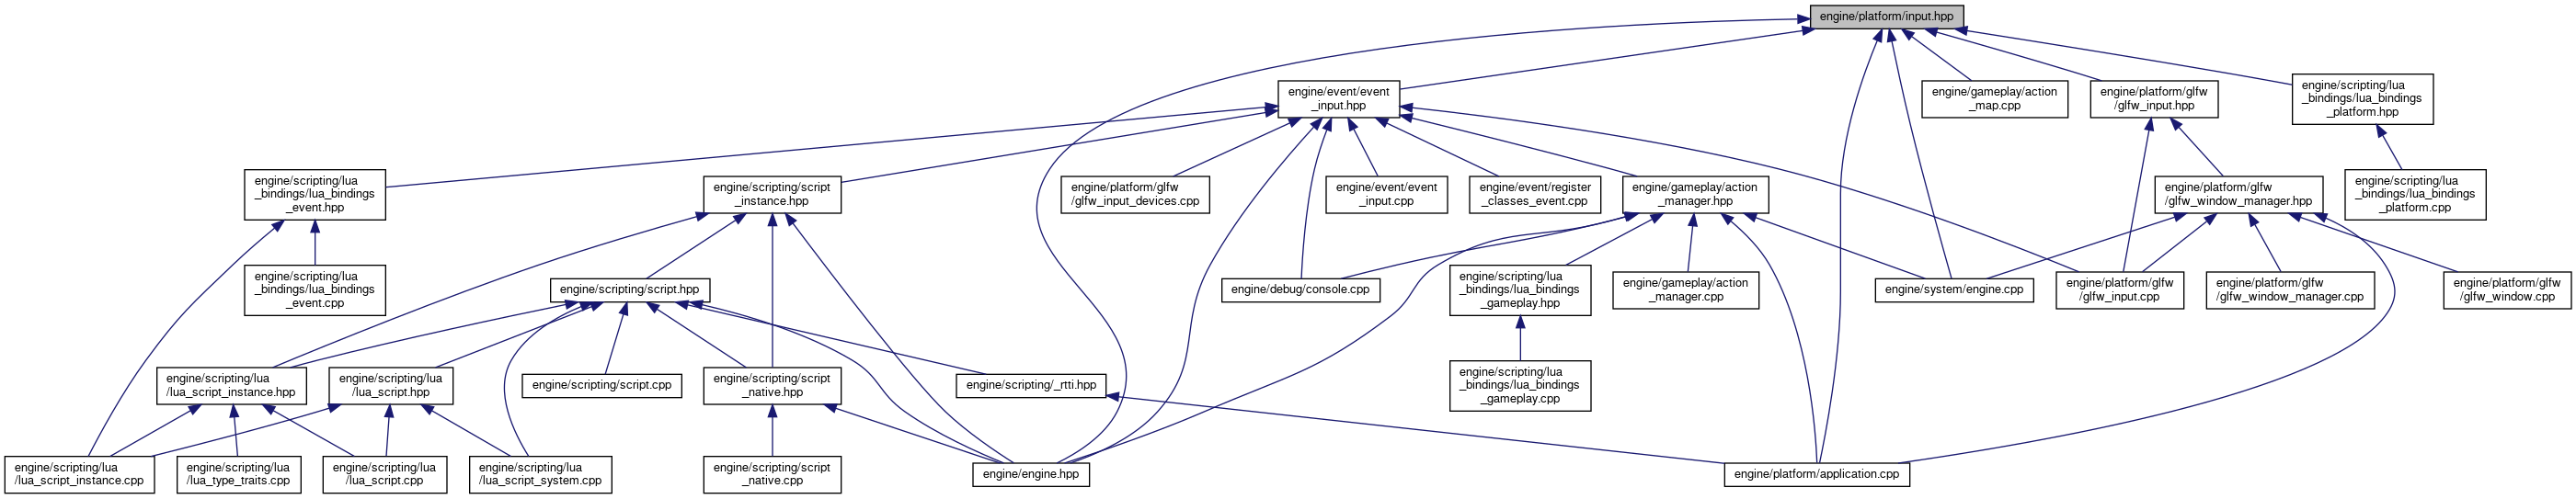 engine/platform/input.hpp
engine/event/event
_input.hpp
engine/gameplay/action
_map.cpp
engine/platform/glfw
/glfw_input.hpp
engine/scripting/lua
_bindings/lua_bindings
_platform.hpp
engine/scripting/lua
_bindings/lua_bindings
_event.hpp
engine/scripting/script
_instance.hpp
engine/platform/glfw
/glfw_input_devices.cpp
engine/event/event
_input.cpp
engine/event/register
_classes_event.cpp
engine/gameplay/action
_manager.hpp
engine/platform/glfw
/glfw_window_manager.hpp
engine/scripting/lua
_bindings/lua_bindings
_platform.cpp
engine/scripting/lua
_bindings/lua_bindings
_event.cpp
engine/scripting/script.hpp
engine/debug/console.cpp
engine/scripting/lua
_bindings/lua_bindings
_gameplay.hpp
engine/gameplay/action
_manager.cpp
engine/system/engine.cpp
engine/platform/glfw
/glfw_input.cpp
engine/platform/glfw
/glfw_window_manager.cpp
engine/platform/glfw
/glfw_window.cpp
engine/scripting/lua
/lua_script_instance.hpp
engine/scripting/lua
/lua_script.hpp
engine/scripting/script.cpp
engine/scripting/script
_native.hpp
engine/scripting/_rtti.hpp
engine/scripting/lua
_bindings/lua_bindings
_gameplay.cpp
engine/scripting/lua
/lua_script_instance.cpp
engine/scripting/lua
/lua_type_traits.cpp
engine/scripting/lua
/lua_script.cpp
engine/scripting/lua
/lua_script_system.cpp
engine/scripting/script
_native.cpp
engine/engine.hpp
engine/platform/application.cpp